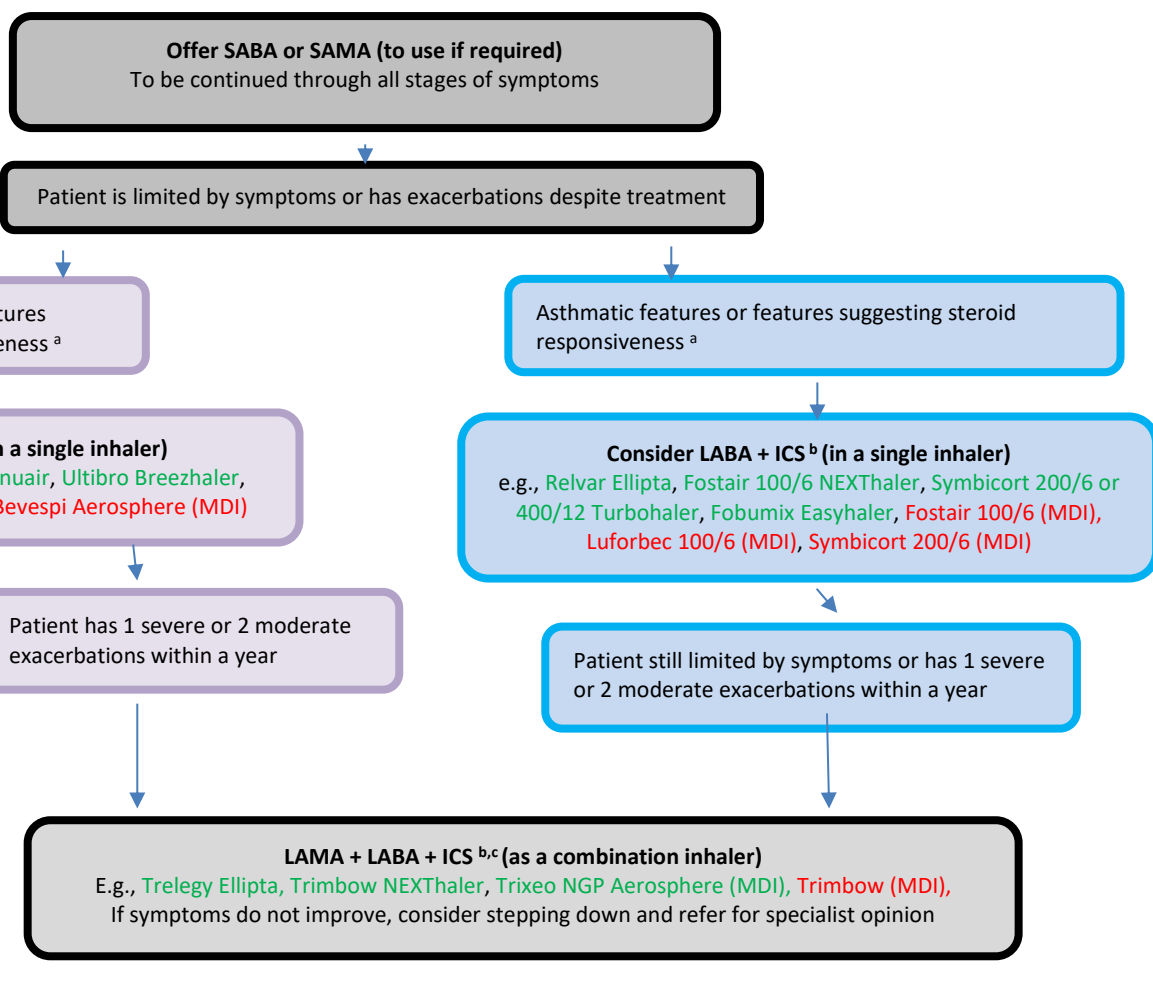 Offer SABA or SAMA (to use if required)
To be continued through all stages of symptoms
Patient is limited by symptoms or has exacerbations despite treatment
tures
eness a
Asthmatic features or features suggesting steroid
responsiveness a
n a single inhaler)
nuair, Ultibro Breezhaler,
Bevespi Aerosphere (MDI)
Consider LABA + ICS b (in a single inhaler)
e.g., Relvar Ellipta, Fostair 100/6 NEXThaler, Symbicort 200/6 or
400/12 Turbohaler, Fobumix Easyhaler, Fostair 100/6 (MDI),
Luforbec 100/6 (MDI), Symbicort 200/6 (MDI)
Patient has 1 severe or 2 moderate
exacerbations within a year
Patient still limited by symptoms or has 1 severe
or 2 moderate exacerbations within a year
LAMA + LABA + ICS b,c (as a combination inhaler)
E.g., Trelegy Ellipta, Trimbow NEXThaler, Trixeo NGP Aerosphere (MDI), Trimbow (MDI),
If symptoms do not improve, consider stepping down and refer for specialist opinion